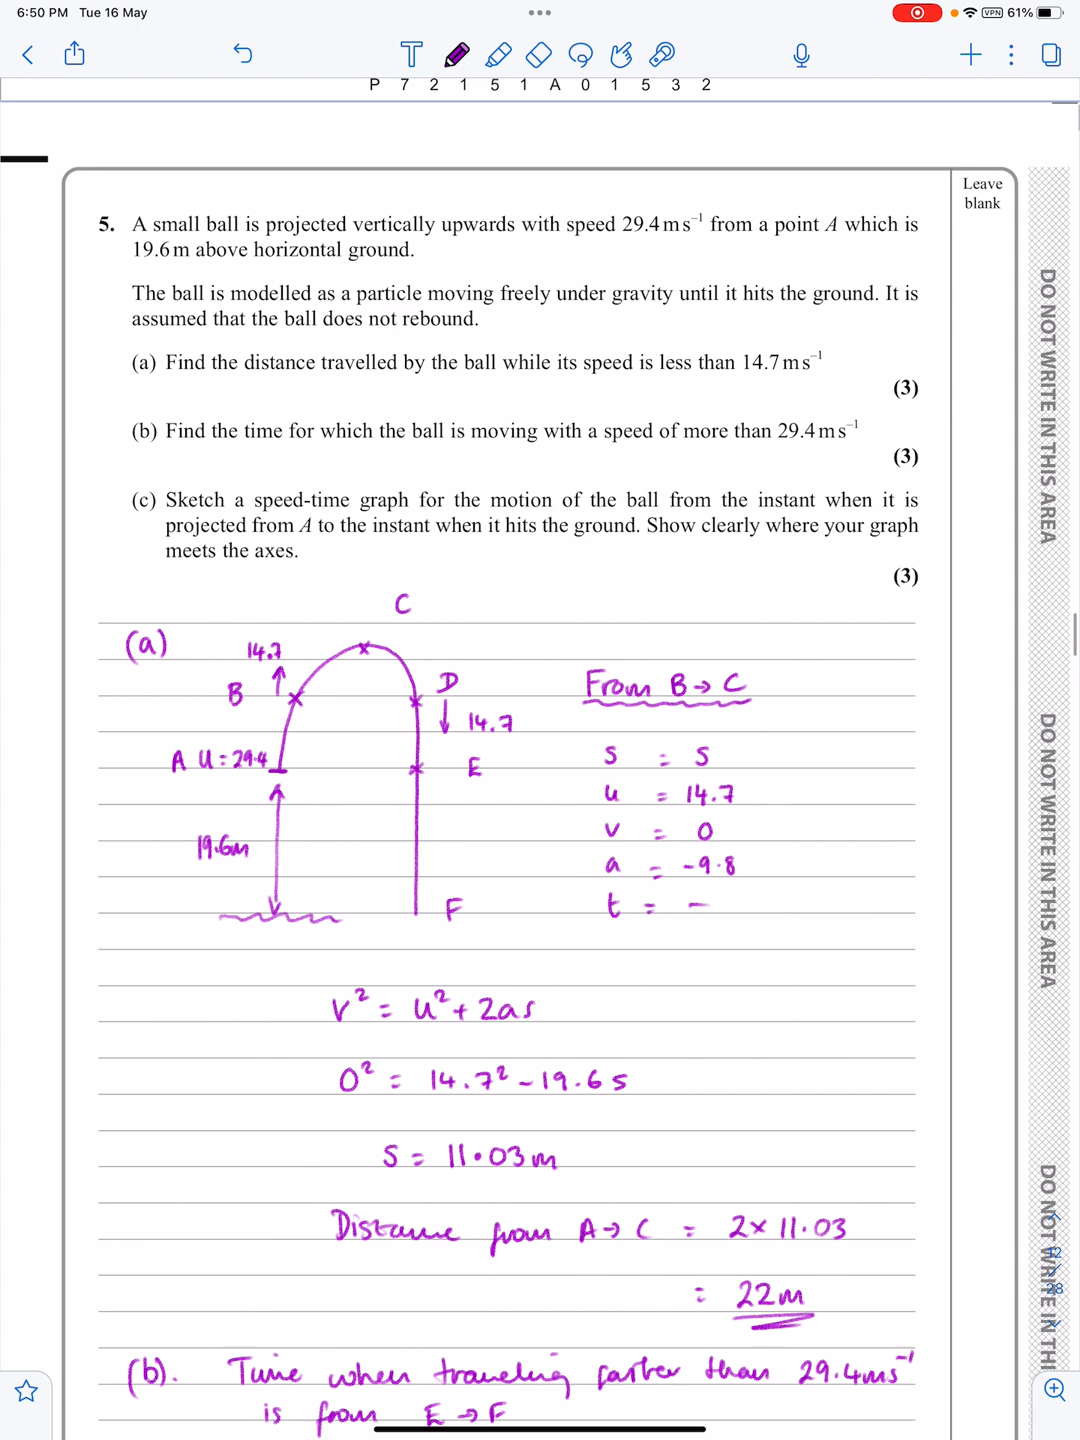 6:50 PM Tue 16 May
VPN 61%
P 7 2 1 5 1 A 0 1 5 3 2
Leave
blank
5. A small ball is projected vertically upwards with speed 29.4 m s⁻¹ from a point A which is
19.6 m above horizontal ground.
The ball is modelled as a particle moving freely under gravity until it hits the ground. It is
assumed that the ball does not rebound.
(a) Find the distance travelled by the ball while its speed is less than 14.7 m s⁻¹
(3)
(b) Find the time for which the ball is moving with a speed of more than 29.4 m s⁻¹
(3)
(c) Sketch a speed-time graph for the motion of the ball from the instant when it is
projected from A to the instant when it hits the ground. Show clearly where your graph
meets the axes.
(3)
C
(a)
14.7
B
D
14.7
A u = 29.4
E
19.6m
F
From B → C
s = s
u = 14.7
v = 0
a = -9.8
t = -
v² = u² + 2as
0² = 14.7² - 19.6s
s = 11.03m
Distance from A → C = 2 × 11.03
= 22m
(b). Time when traveling faster than 29.4ms⁻¹
is from E → F
DO NOT WRITE IN THIS AREA
DO NOT WRITE IN THIS AREA
DO NOT WRITE IN THI
12
28